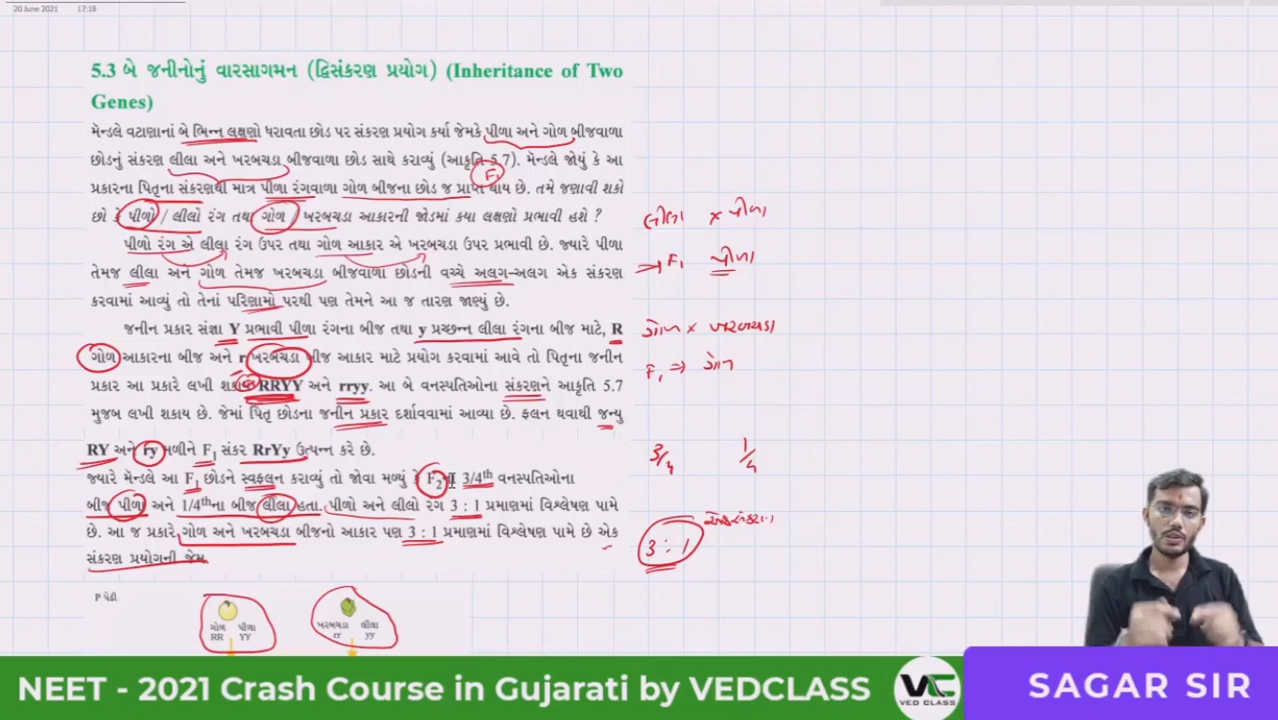 20 June 2021 17:19
5.3 બે જનીનોનું વારસાગમન (દ્વિસંકરણ પ્રયોગ) (Inheritance of Two
Genes)
મૅન્ડલે વટાણાનાં બે ભિન્ન લક્ષણો ધરાવતા છોડ પર સંકરણ પ્રયોગ કર્યા જેમકે પીળા અને ગોળ બીજવાળા
છોડનું સંકરણ લીલા અને ખરબચડા બીજવાળા છોડ સાથે કરાવ્યું (આકૃતિ 5.7). મૅન્ડલે જોયું કે આ
F₁
પ્રકારના પિતૃના સંકરણથી માત્ર પીળા રંગવાળા ગોળ બીજના છોડ જ પ્રાપ્ત થાય છે. તમે જણાવી શકો
છો કે પીળો / લીલો રંગ તથા ગોળ / ખરબચડા આકારની જોડમાં કયા લક્ષણો પ્રભાવી હશે ?
પીળો રંગ એ લીલા રંગ ઉપર તથા ગોળ આકાર એ ખરબચડા ઉપર પ્રભાવી છે. જ્યારે પીળા
તેમજ લીલા અને ગોળ તેમજ ખરબચડા બીજવાળા છોડની વચ્ચે અલગ-અલગ એક સંકરણ
કરવામાં આવ્યું તો તેનાં પરિણામો પરથી પણ તેમને આ જ તારણ જાણ્યું છે.
જનીન પ્રકાર સંજ્ઞા Y પ્રભાવી પીળા રંગના બીજ તથા y પ્રચ્છન્ન લીલા રંગના બીજ માટે, R
ગોળ આકારના બીજ અને r ખરબચડા બીજ આકાર માટે પ્રયોગ કરવામાં આવે તો પિતૃના જનીન
પ્રકાર આ પ્રકારે લખી શકાય RRYY અને rryy. આ બે વનસ્પતિઓના સંકરણને આકૃતિ 5.7
મુજબ લખી શકાય છે. જેમાં પિતૃ છોડના જનીન પ્રકાર દર્શાવવામાં આવ્યા છે. ફલન થવાથી જન્યુ
RY અને ry મળીને F₁ સંકર RrYy ઉત્પન્ન કરે છે.
જ્યારે મૅન્ડલે આ F₁ છોડને સ્વફલન કરાવ્યું તો જોવા મળ્યું કે F₂ 3/4th વનસ્પતિઓના
બીજ પીળા અને 1/4thના બીજ લીલા હતા. પીળો અને લીલો રંગ 3 : 1 પ્રમાણમાં વિશ્લેષણ પામે
છે. આ જ પ્રકારે ગોળ અને ખરબચડા બીજનો આકાર પણ 3 : 1 પ્રમાણમાં વિશ્લેષણ પામે છે એક
સંકરણ પ્રયોગની જેમ.
લીલા × પીળા
→ F₁ પીળા
ગોળ × ખરબચડા
F₁ ⇒ ગોળ
3/4 1/4
3 : 1
P પેઢી
ગોળ પીળા
RR YY
ખરબચડા લીલા
rr yy
NEET - 2021 Crash Course in Gujarati by VEDCLASS
VC
VED CLASS
SAGAR SIR